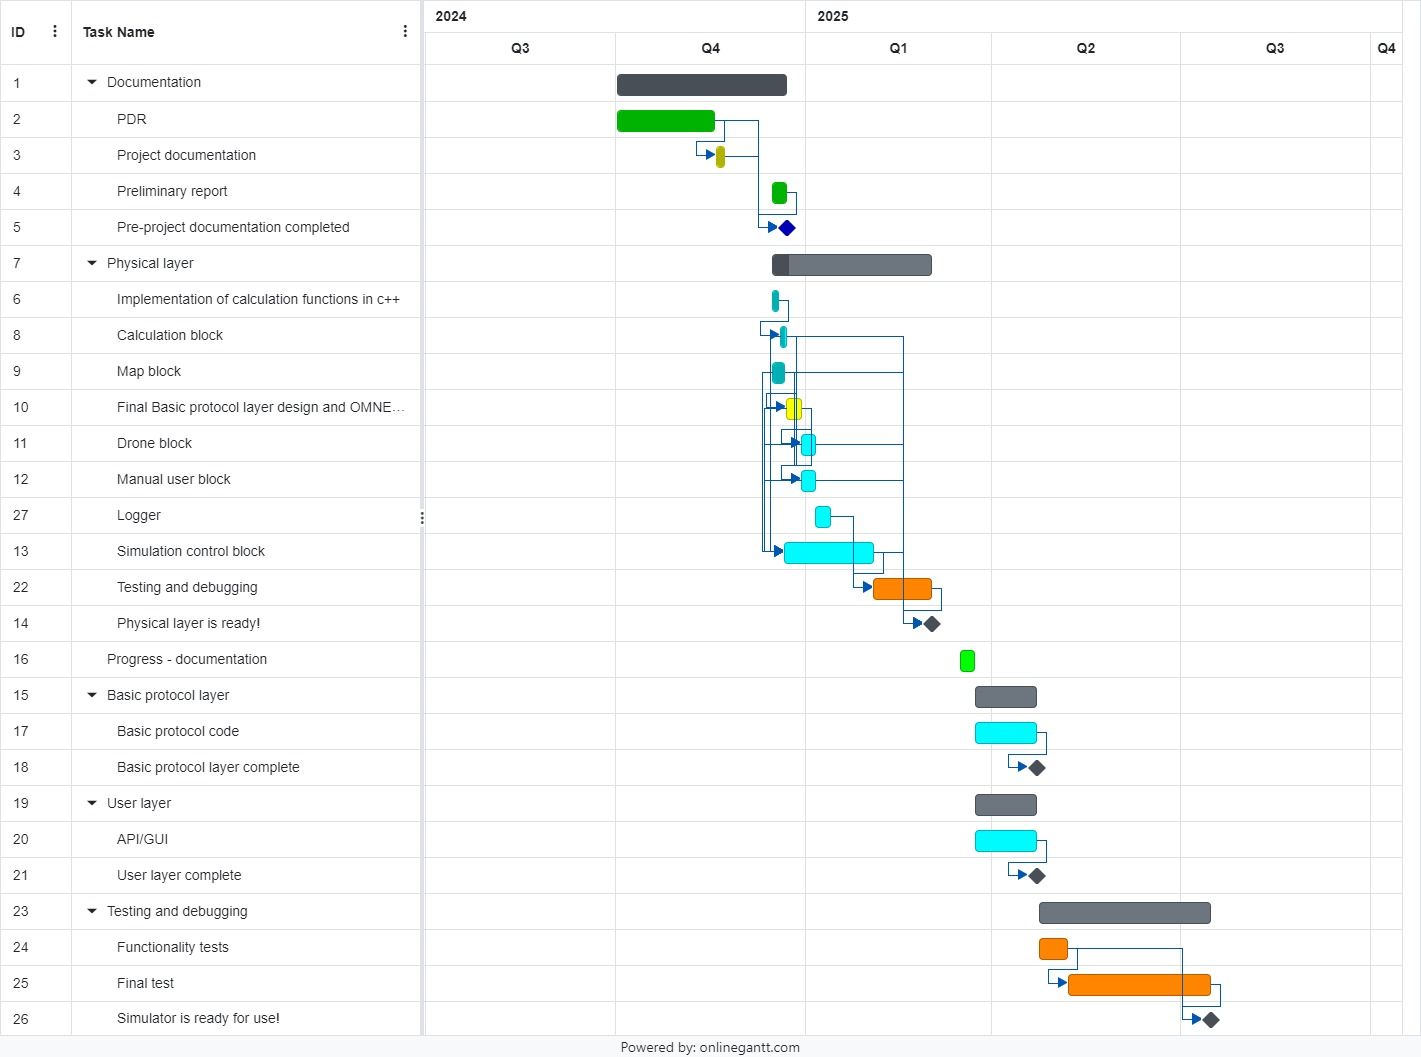 2024 2025
ID Task Name
Q3 Q4 Q1 Q2 Q3 Q4
1 Documentation
2 PDR
3 Project documentation
4 Preliminary report
5 Pre-project documentation completed
7 Physical layer
6 Implementation of calculation functions in c++
8 Calculation block
9 Map block
10 Final Basic protocol layer design and OMNE...
11 Drone block
12 Manual user block
27 Logger
13 Simulation control block
22 Testing and debugging
14 Physical layer is ready!
16 Progress - documentation
15 Basic protocol layer
17 Basic protocol code
18 Basic protocol layer complete
19 User layer
20 API/GUI
21 User layer complete
23 Testing and debugging
24 Functionality tests
25 Final test
26 Simulator is ready for use!
Powered by: onlinegantt.com